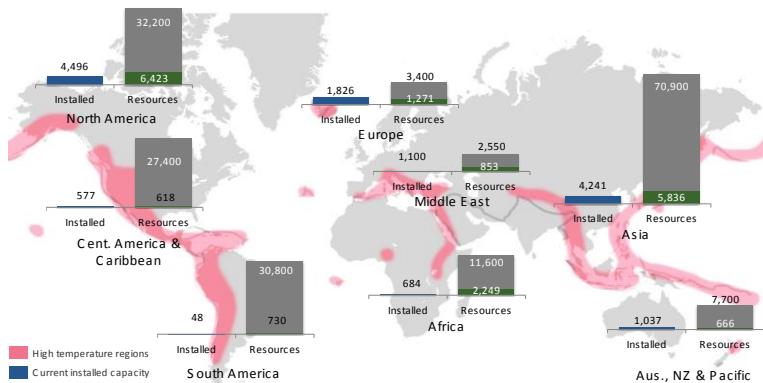 32,200
4,496
6,423
Installed
Resources
North America
3,400
1,826
1,271
Installed
Resources
Europe
70,900
4,241
5,836
Installed
Resources
Asia
27,400
577
618
Installed
Resources
Cent. America &
Caribbean
2,550
1,100
853
Installed
Resources
Middle East
30,800
48
730
Installed
Resources
South America
11,600
684
2,249
Installed
Resources
Africa
7,700
1,037
666
Installed
Resources
Aus., NZ & Pacific
High temperature regions
Current installed capacity